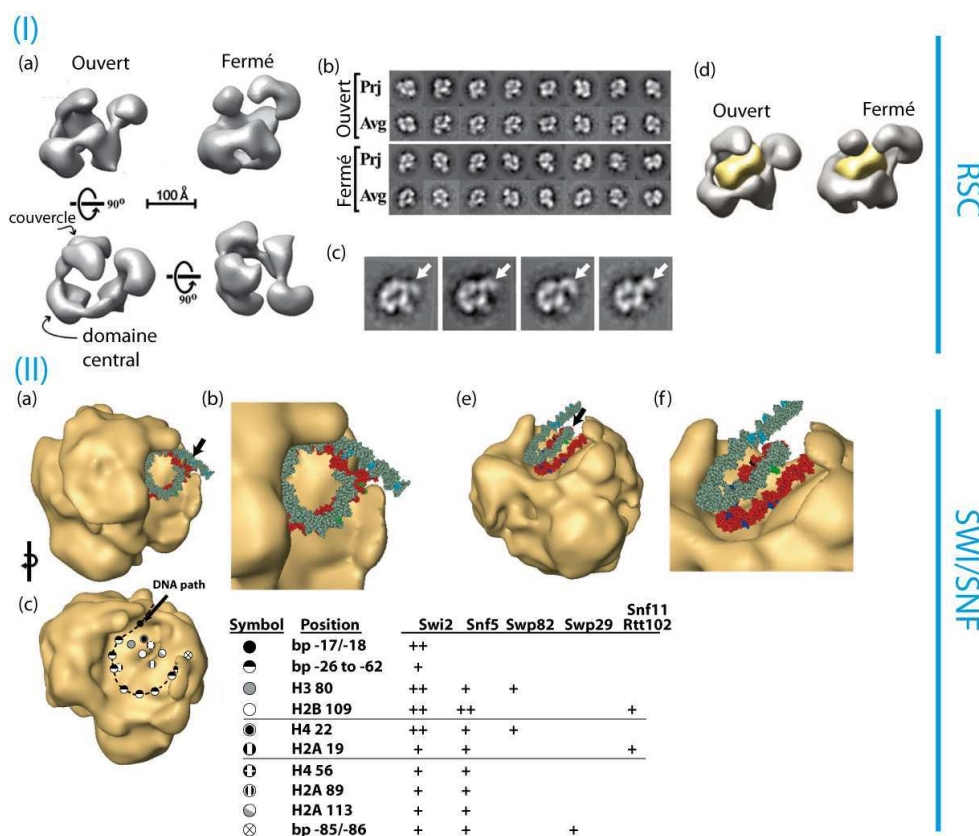 (I)
(a)
Ouvert
Fermé
90°
100 Å
couvercle
90°
domaine
central
(b)
Ouvert
Prj
Avg
Fermé
Prj
Avg
(c)
(d)
Ouvert
Fermé
RSC
(II)
(a)
(b)
(e)
(f)
(c)
DNA path
SWI/SNF
Snf11
Symbol Position Swi2 Snf5 Swp82 Swp29 Rtt102
bp -17/-18 ++
bp -26 to -62 +
H3 80 ++ + +
H2B 109 ++ ++ +
H4 22 ++ + +
H2A 19 + + +
H4 56 + +
H2A 89 + +
H2A 113 + +
bp -85/-86 + + +